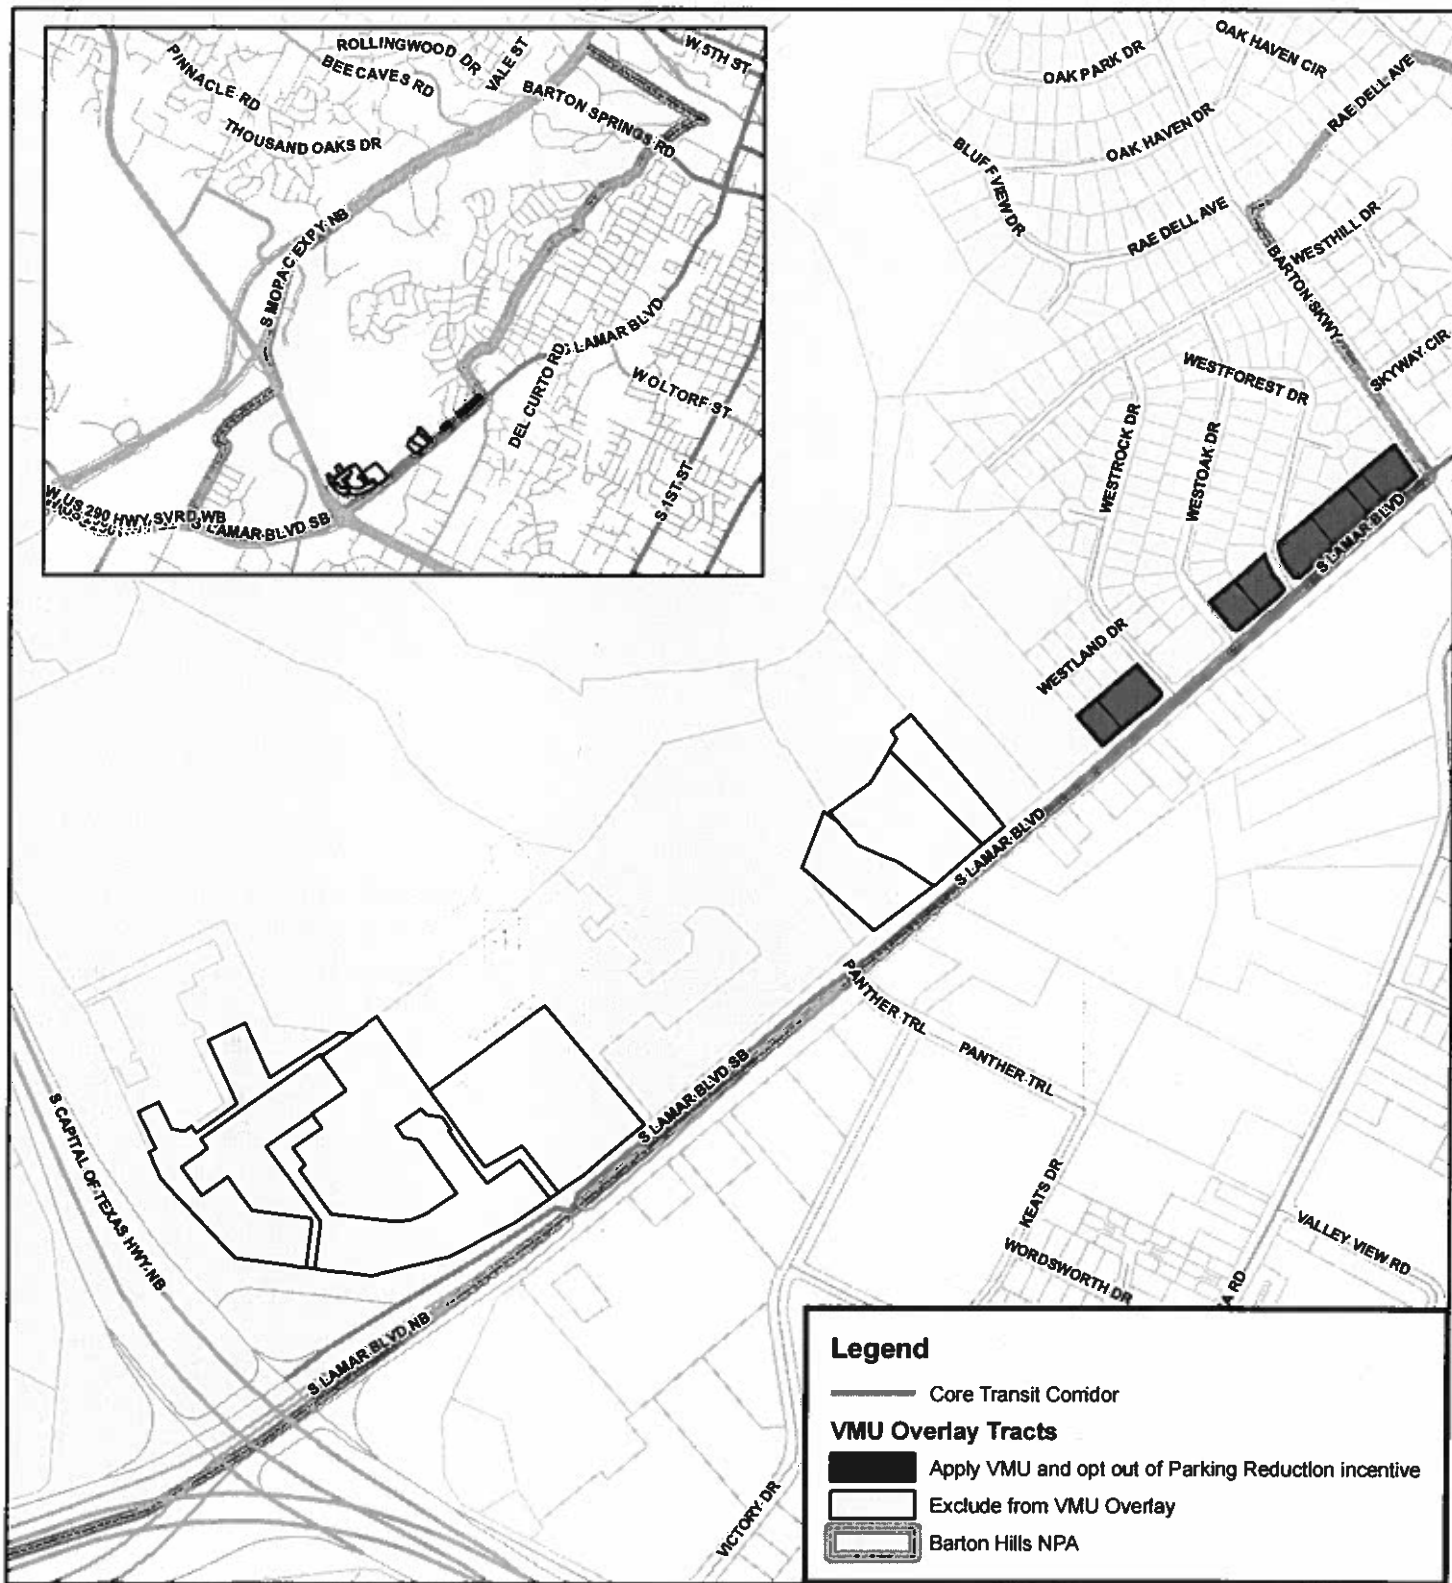 ROLLINGWOOD DR
PINNACLE RD
BEE CAVES RD
VALE ST
W 5TH ST
BARTON SPRINGS RD
THOUSAND OAKS DR
S MOPAC EXPY NB
S LAMAR BLVD
DEL CURTO RD
W OLTORF ST
S 1ST ST
W US 290 HWY SVRD WB
S LAMAR BLVD SB
OAK PARK DR
OAK HAVEN CIR
RAE DELL AVE
OAK HAVEN DR
BLUFF VIEW DR
RAE DELL AVE
WESTHILL DR
BARTON SKWY
SKYWAY CIR
WESTFOREST DR
WESTROCK DR
WESTOAK DR
S LAMAR BLVD
WESTLAND DR
S LAMAR BLVD
PANTHER TRL
PANTHER TRL
S LAMAR BLVD SB
S CAPITAL OF TEXAS HWY NB
KEATS DR
WORDSWORTH DR
VALLEY VIEW RD
A RD
S LAMAR BLVD NB
VICTORY DR
Legend
Core Transit Corridor
VMU Overlay Tracts
Apply VMU and opt out of Parking Reduction incentive
Exclude from VMU Overlay
Barton Hills NPA